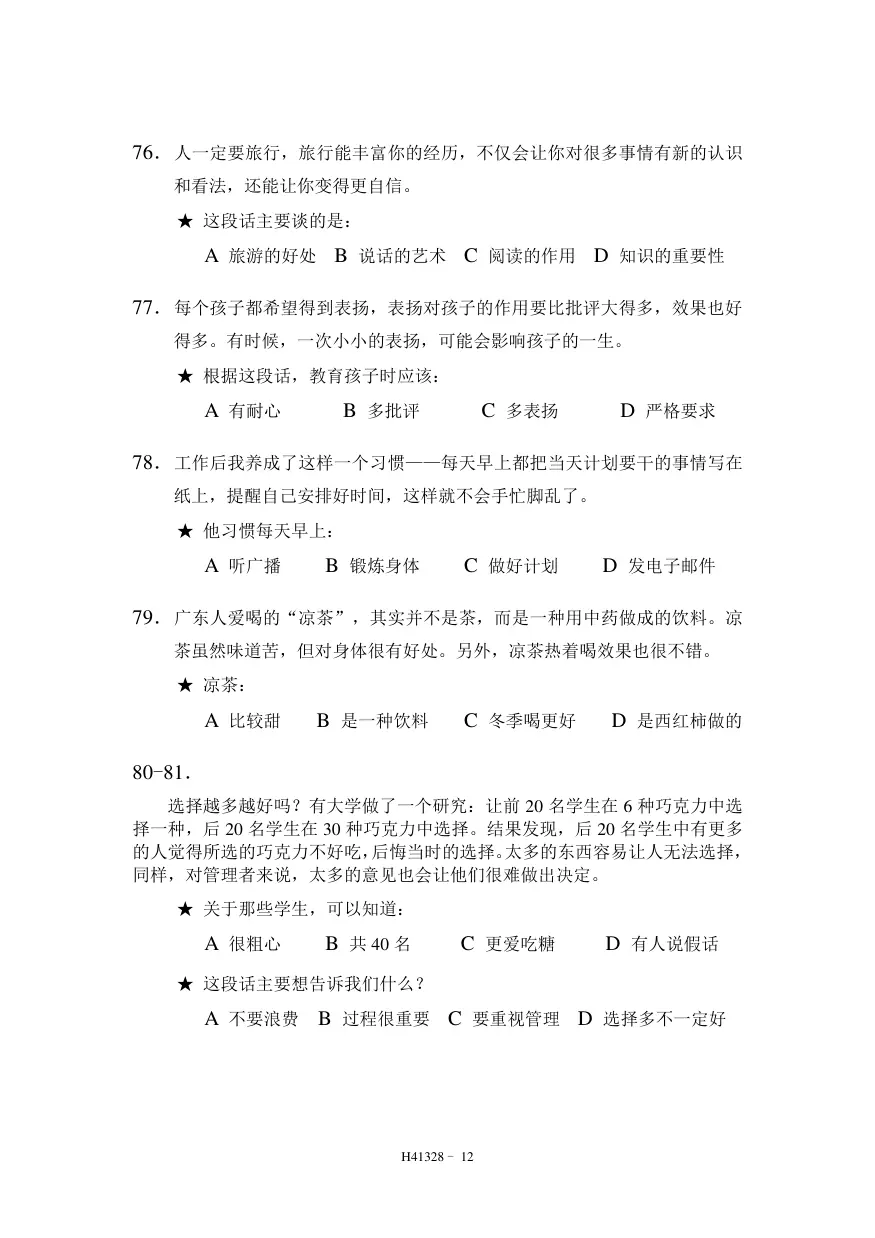 76．人一定要旅行，旅行能丰富你的经历，不仅会让你对很多事情有新的认识
和看法，还能让你变得更自信。
★ 这段话主要谈的是：
A 旅游的好处 B 说话的艺术 C 阅读的作用 D 知识的重要性
77．每个孩子都希望得到表扬，表扬对孩子的作用要比批评大得多，效果也好
得多。有时候，一次小小的表扬，可能会影响孩子的一生。
★ 根据这段话，教育孩子时应该：
A 有耐心 B 多批评 C 多表扬 D 严格要求
78．工作后我养成了这样一个习惯——每天早上都把当天计划要干的事情写在
纸上，提醒自己安排好时间，这样就不会手忙脚乱了。
★ 他习惯每天早上：
A 听广播 B 锻炼身体 C 做好计划 D 发电子邮件
79．广东人爱喝的“凉茶”，其实并不是茶，而是一种用中药做成的饮料。凉
茶虽然味道苦，但对身体很有好处。另外，凉茶热着喝效果也很不错。
★ 凉茶：
A 比较甜 B 是一种饮料 C 冬季喝更好 D 是西红柿做的
80-81．
选择越多越好吗？有大学做了一个研究：让前 20 名学生在 6 种巧克力中选
择一种，后 20 名学生在 30 种巧克力中选择。结果发现，后 20 名学生中有更多
的人觉得所选的巧克力不好吃，后悔当时的选择。太多的东西容易让人无法选择，
同样，对管理者来说，太多的意见也会让他们很难做出决定。
★ 关于那些学生，可以知道：
A 很粗心 B 共 40 名 C 更爱吃糖 D 有人说假话
★ 这段话主要想告诉我们什么？
A 不要浪费 B 过程很重要 C 要重视管理 D 选择多不一定好
H41328﹣ 12